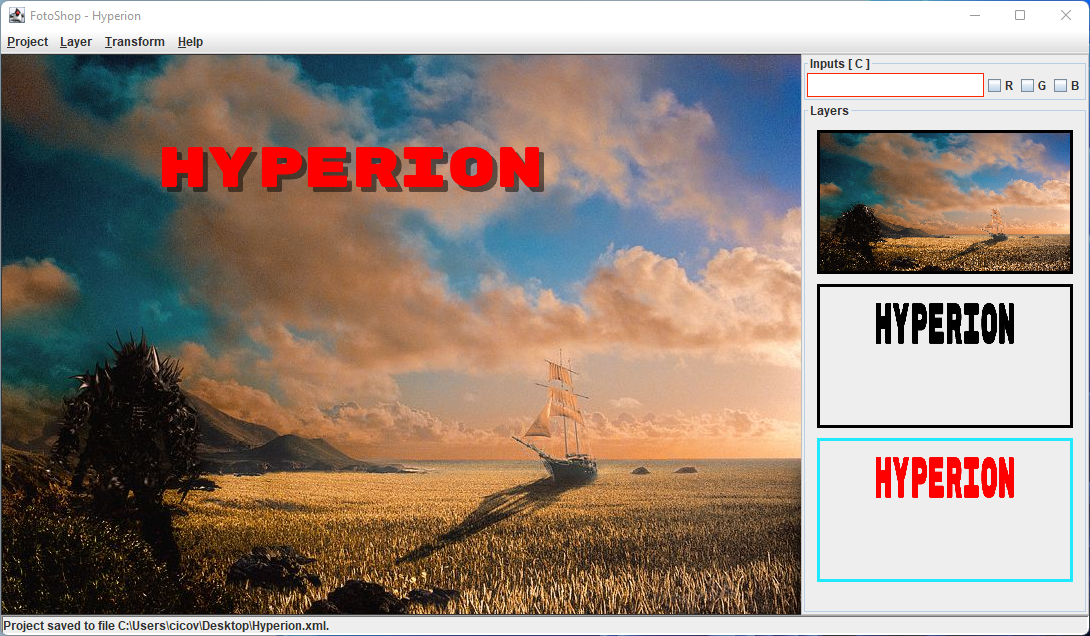 FotoShop - Hyperion
Project Layer Transform Help
HYPERION
Inputs [ C ]
R G B
Layers
HYPERION
HYPERION
Project saved to file C:\Users\cicov\Desktop\Hyperion.xml.